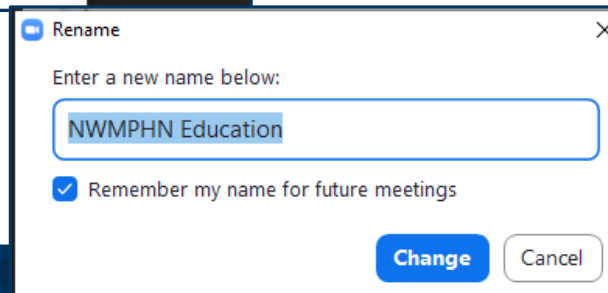 Rename
Enter a new name below:
NWMPHN Education
Remember my name for future meetings
Change Cancel